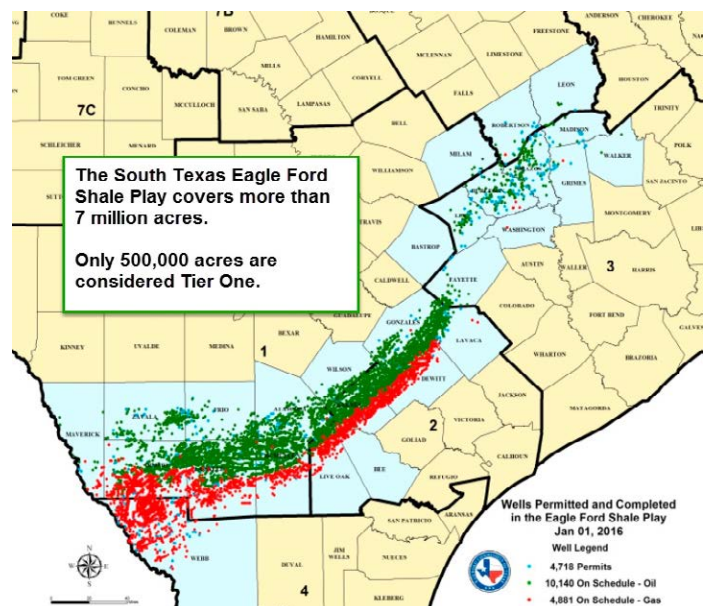 7B
COKE
RUNNELS
COLEMAN
BROWN
HAMILTON
MILLS
MCLENNAN
LIMESTONE
FREESTONE
ANDERSON
CHEROKEE
TOM GREEN
CONCHO
MCCULLOCH
SAN SABA
LAMPASAS
CORYELL
FALLS
LEON
HOUSTON
TRINITY
7C
BELL
ROBERTSON
MADISON
SCHLEICHER
MENARD
MILAM
WALKER
POLK
The South Texas Eagle Ford
Shale Play covers more than
7 million acres.
Only 500,000 acres are
considered Tier One.
WILLIAMSON
GRIMES
SAN JACINTO
TRAVIS
BASTROP
WASHINGTON
MONTGOMERY
AUSTIN
WALLER
HARRIS
3
CALDWELL
FAYETTE
COLORADO
FORT BEND
KINNEY
UVALDE
MEDINA
BEXAR
GUADALUPE
GONZALES
LAVACA
WHARTON
BRAZORIA
1
WILSON
DEWITT
JACKSON
MATAGORDA
MAVERICK
ZAVALA
FRIO
2
VICTORIA
GOLIAD
CALHOUN
LIVE OAK
BEE
REFUGIO
ARANSAS
SAN PATRICIO
WEBB
DUVAL
JIM
WELLS
NUECES
4
KLEBERG
N
W
E
S
Wells Permitted and Completed
in the Eagle Ford Shale Play
Jan 01, 2016
Well Legend
4,718 Permits
10,140 On Schedule - Oil
4,881 On Schedule - Gas